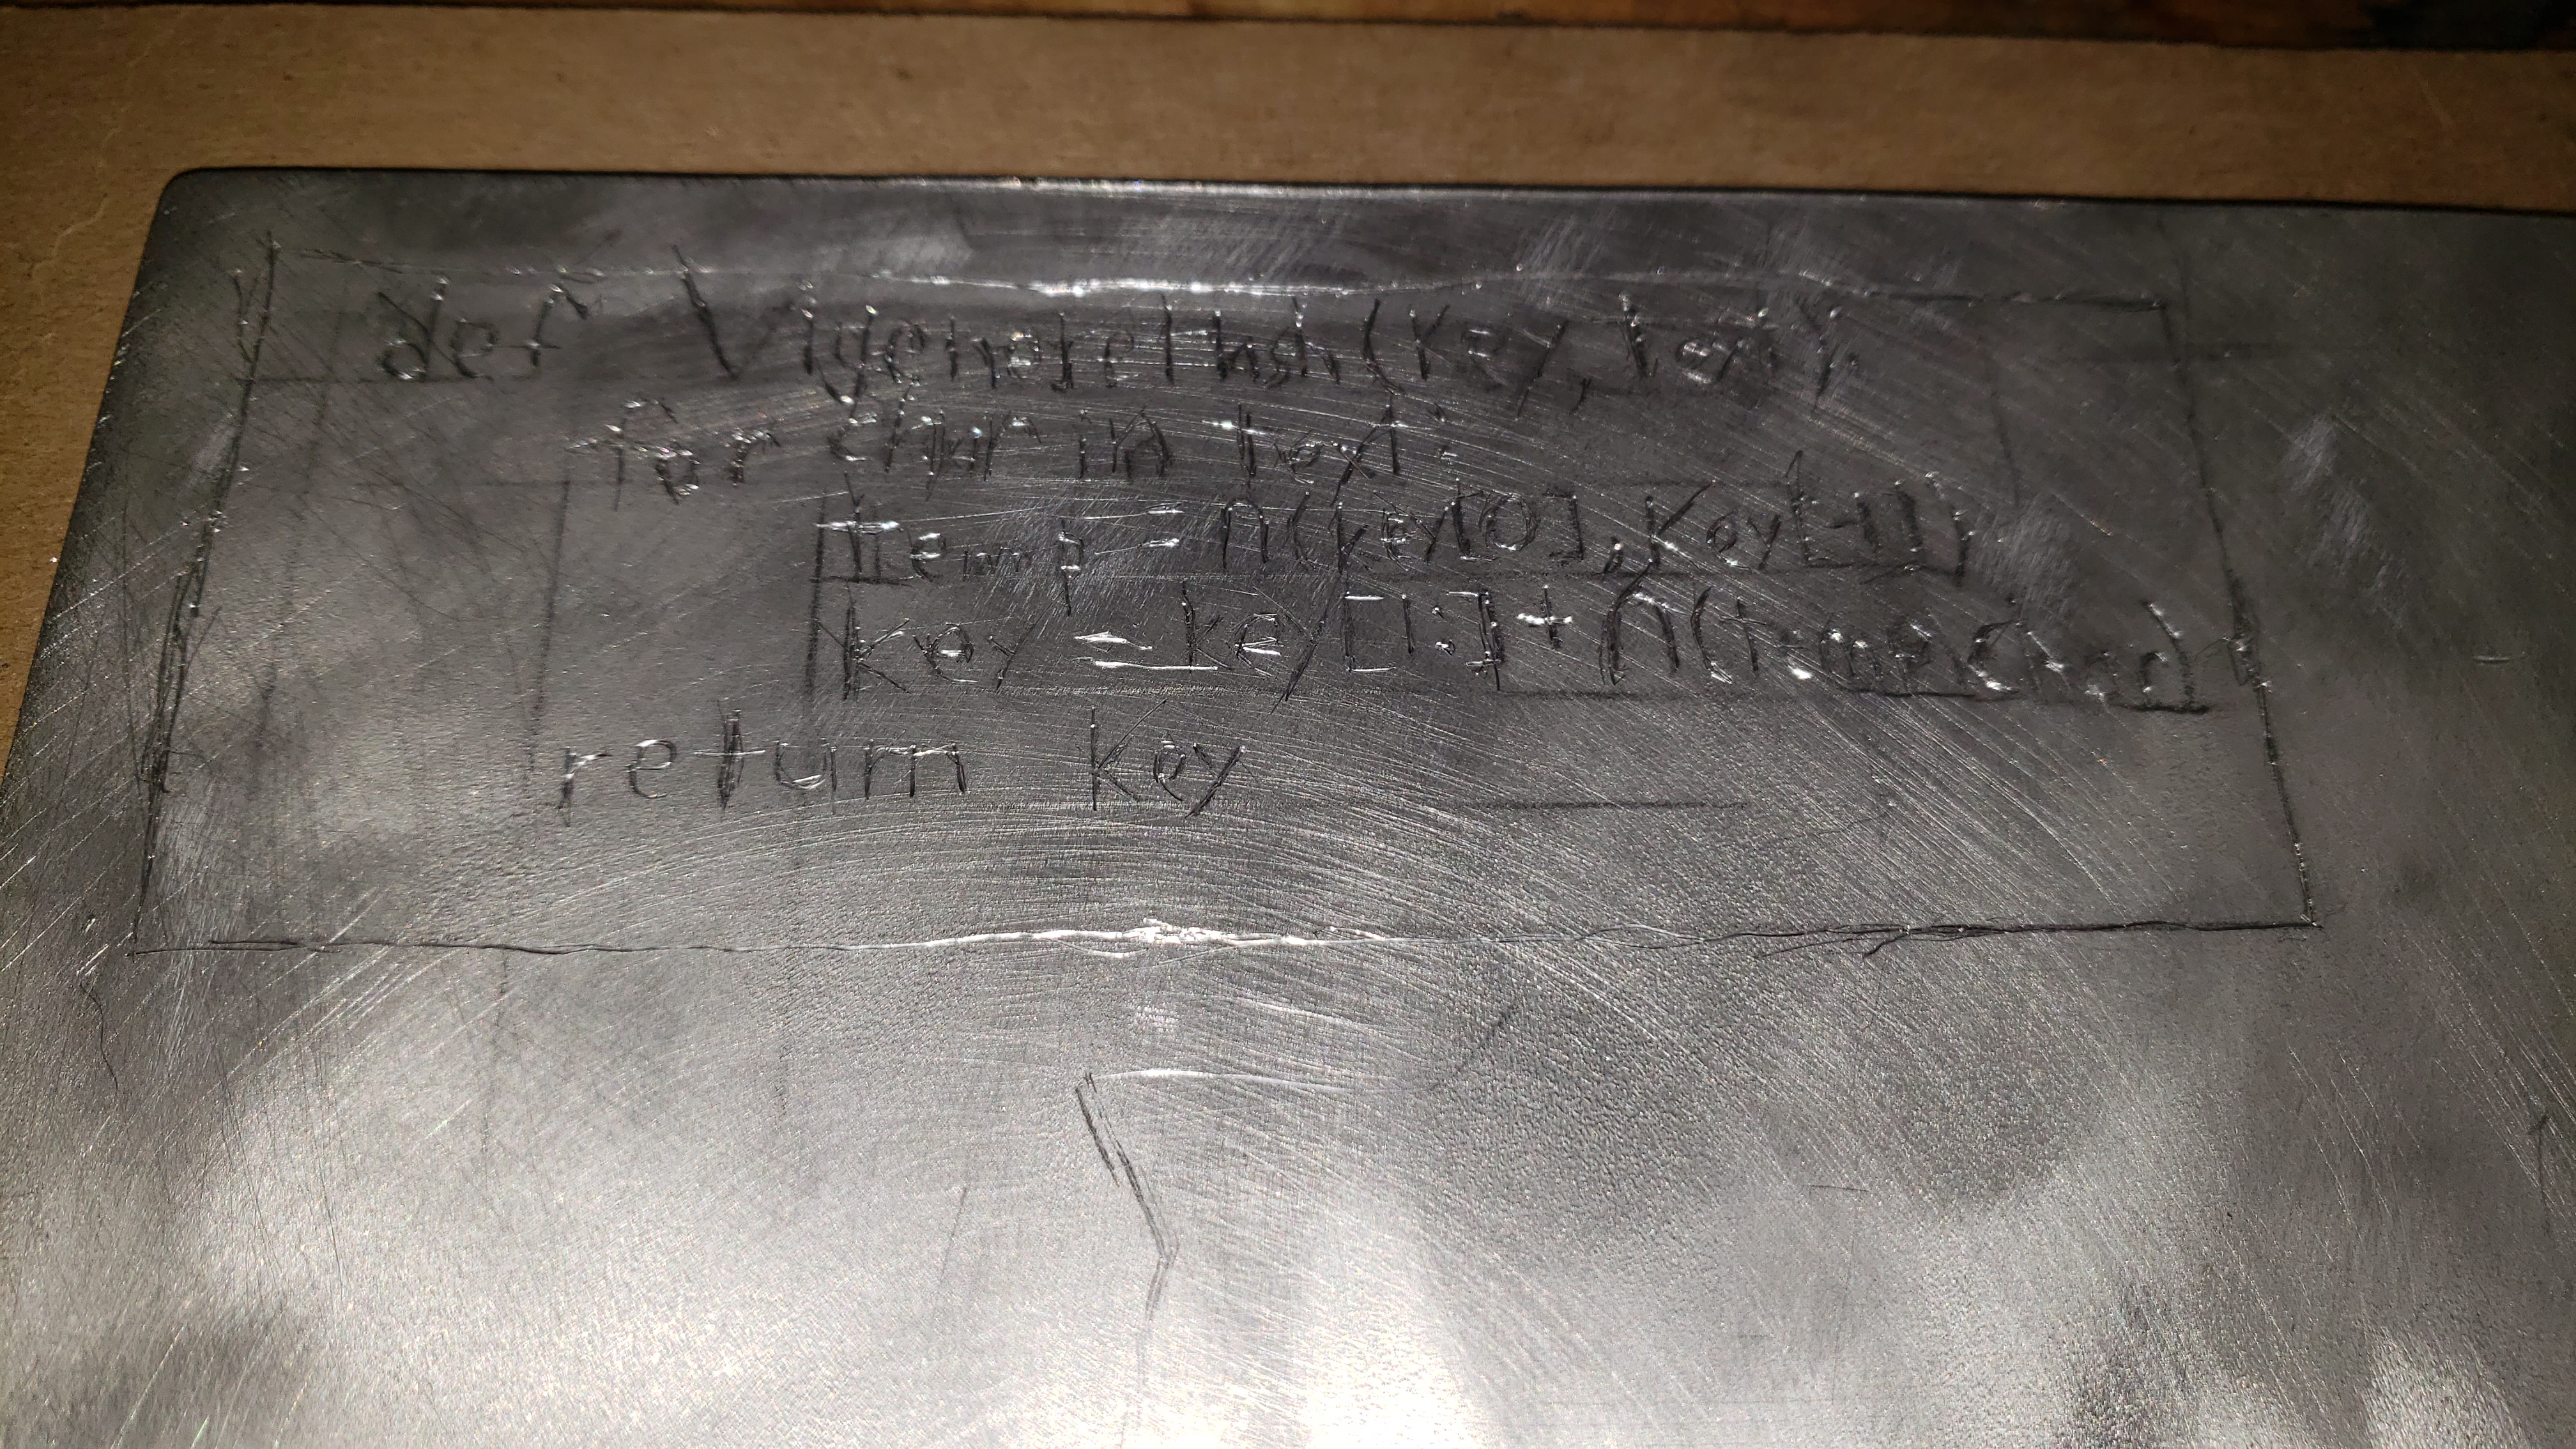 def VigenereHash(key, text):
for char in text:
temp = n(key[0], key[-1])
key = key[1:] + n(temp, char)
return key